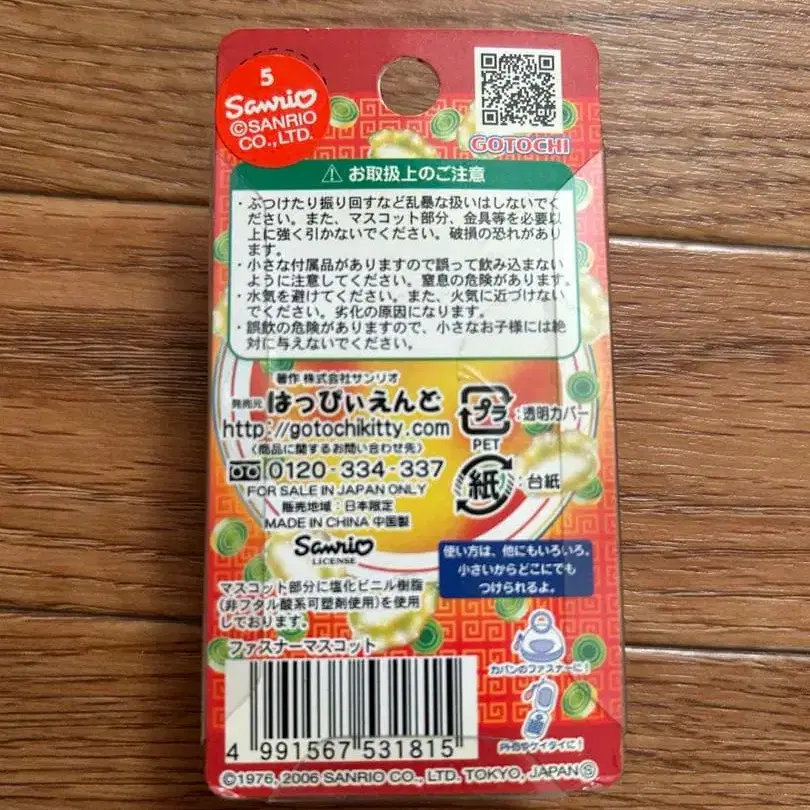 5
Sanrio
©SANRIO
CO., LTD.
GOTOCHI
⚠ お取扱上のご注意
・ぶつけたり振り回すなど乱暴な扱いはしないでく
ださい。また、マスコット部分、金具等を必要以
上に強く引かないでください。破損の恐れがあり
ます。
・小さな付属品がありますので誤って飲み込まない
ように注意してください。窒息の危険があります。
・水気を避けてください。また、火気に近づけない
でください。劣化の原因になります。
・誤飲の危険がありますので、小さなお子様には絶
対に与えないでください。
著作 株式会社サンリオ
発売元 はっぴぃえんど
http://gotochikitty.com
〈商品に関するお問い合わせ先〉
0120-334-337
FOR SALE IN JAPAN ONLY
販売地域：日本限定
MADE IN CHINA 中国製
Sanrio
LICENSE
プラ ：透明カバー
PET
紙 ：台紙
使い方は、他にもいろいろ。
小さいからどこにでも
つけられるよ。
マスコット部分に塩化ビニル樹脂
(非フタル酸系可塑剤使用)を使用
しております。
ファスナーマスコット
カバンのファスナーに！
PHSやケイタイに！
4 991567 531815
©1976, 2006 SANRIO CO., LTD. TOKYO, JAPAN Ⓢ